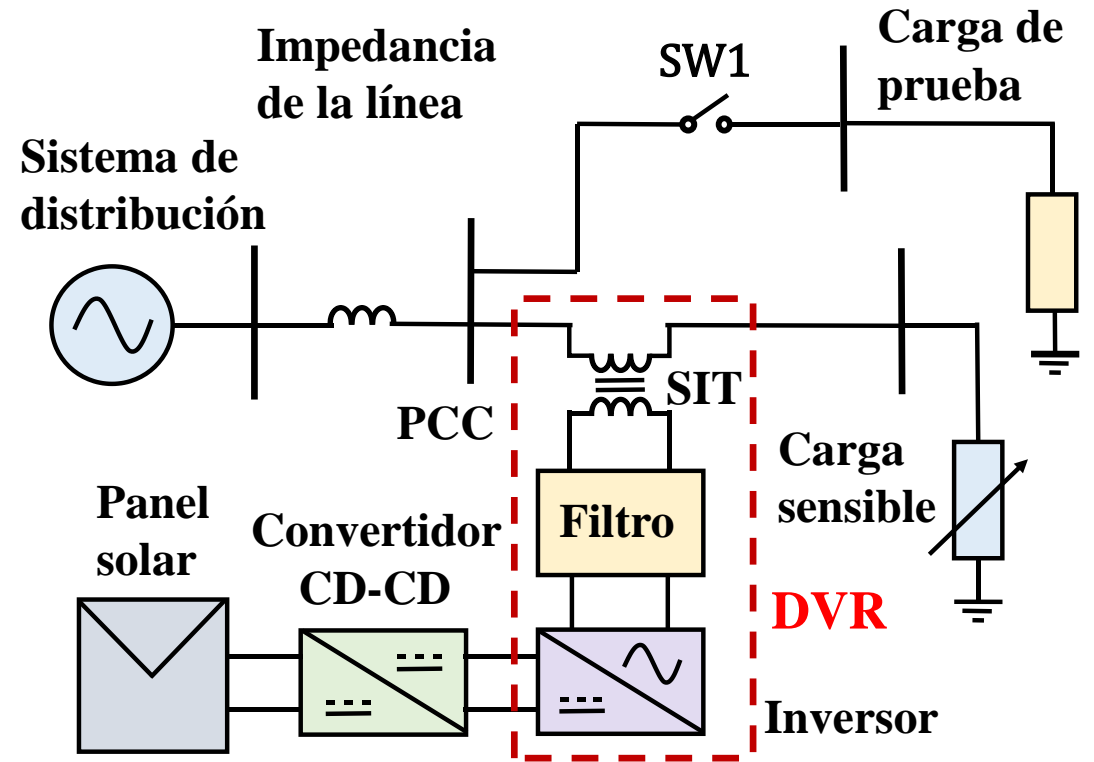 Impedancia
de la línea
SW1
Carga de
prueba
Sistema de
distribución
PCC
SIT
Carga
sensible
Panel
solar
Convertidor
CD-CD
Filtro
DVR
Inversor